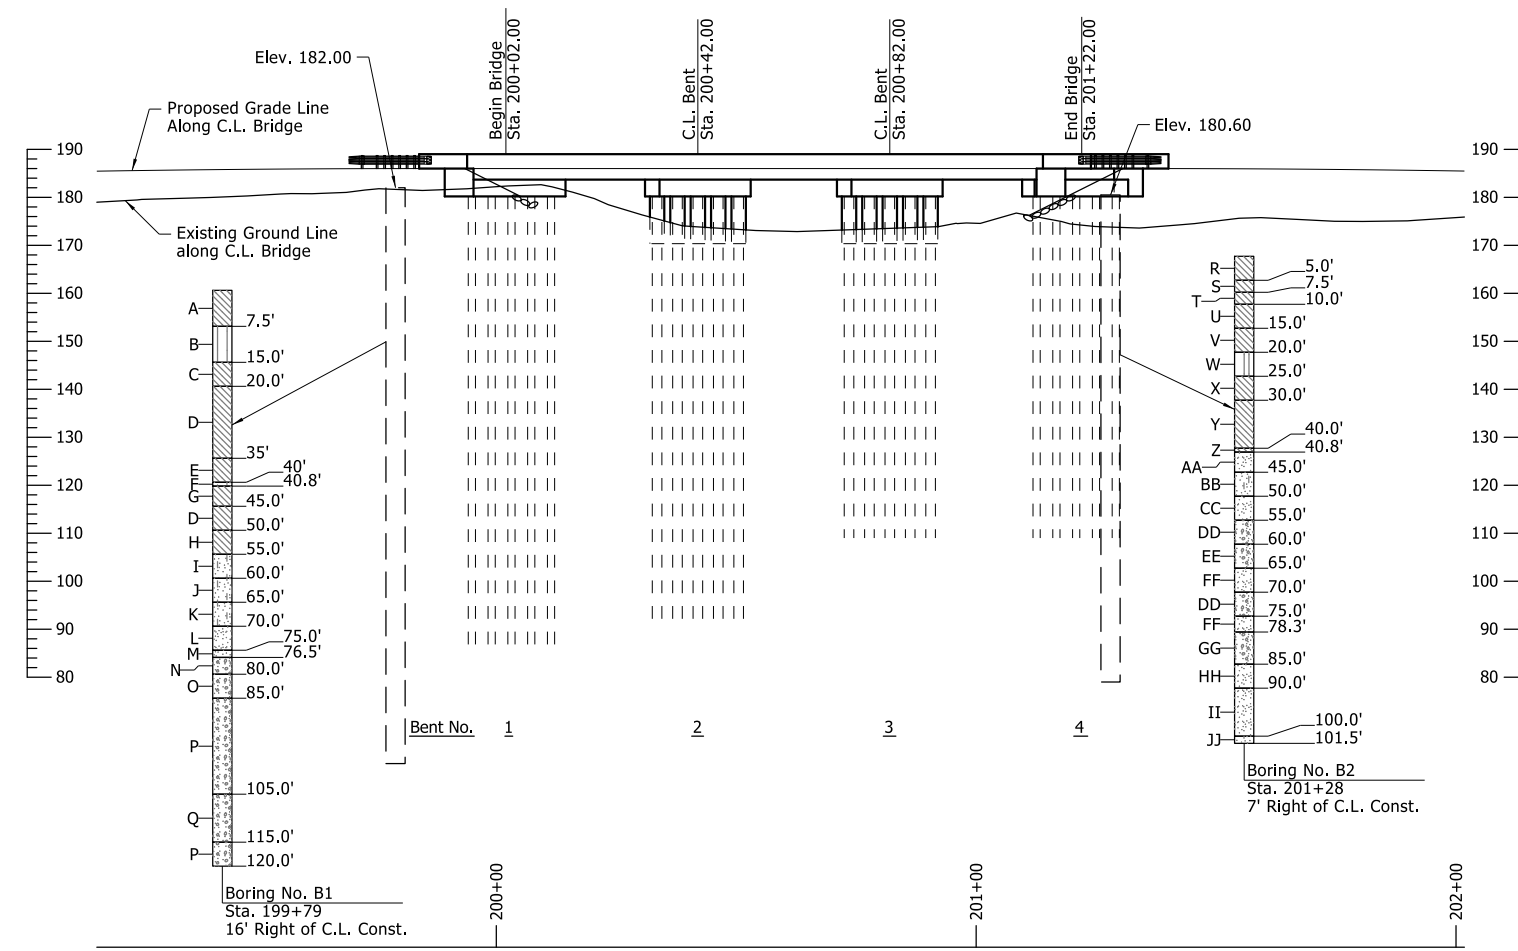 Elev. 182.00
Begin Bridge
Sta. 200+02.00
C.L. Bent
Sta. 200+42.00
C.L. Bent
Sta. 200+82.00
End Bridge
Sta. 201+22.00
Elev. 180.60
Proposed Grade Line
Along C.L. Bridge
Existing Ground Line
along C.L. Bridge
190
180
170
160
150
140
130
120
110
100
90
80
190
180
170
160
150
140
130
120
110
100
90
80
A
7.5'
B
15.0'
C
20.0'
D
35'
E
40'
F
40.8'
G
45.0'
D
50.0'
H
55.0'
I
60.0'
J
65.0'
K
70.0'
L
75.0'
M
76.5'
N
80.0'
O
85.0'
P
105.0'
Q
115.0'
P
120.0'
Boring No. B1
Sta. 199+79
16' Right of C.L. Const.
Bent No.
1
2
3
4
R
5.0'
S
7.5'
T
10.0'
U
15.0'
V
20.0'
W
25.0'
X
30.0'
Y
40.0'
Z
40.8'
AA
45.0'
BB
50.0'
CC
55.0'
DD
60.0'
EE
65.0'
FF
70.0'
DD
75.0'
FF
78.3'
GG
85.0'
HH
90.0'
II
100.0'
JJ
101.5'
Boring No. B2
Sta. 201+28
7' Right of C.L. Const.
200+00
201+00
202+00